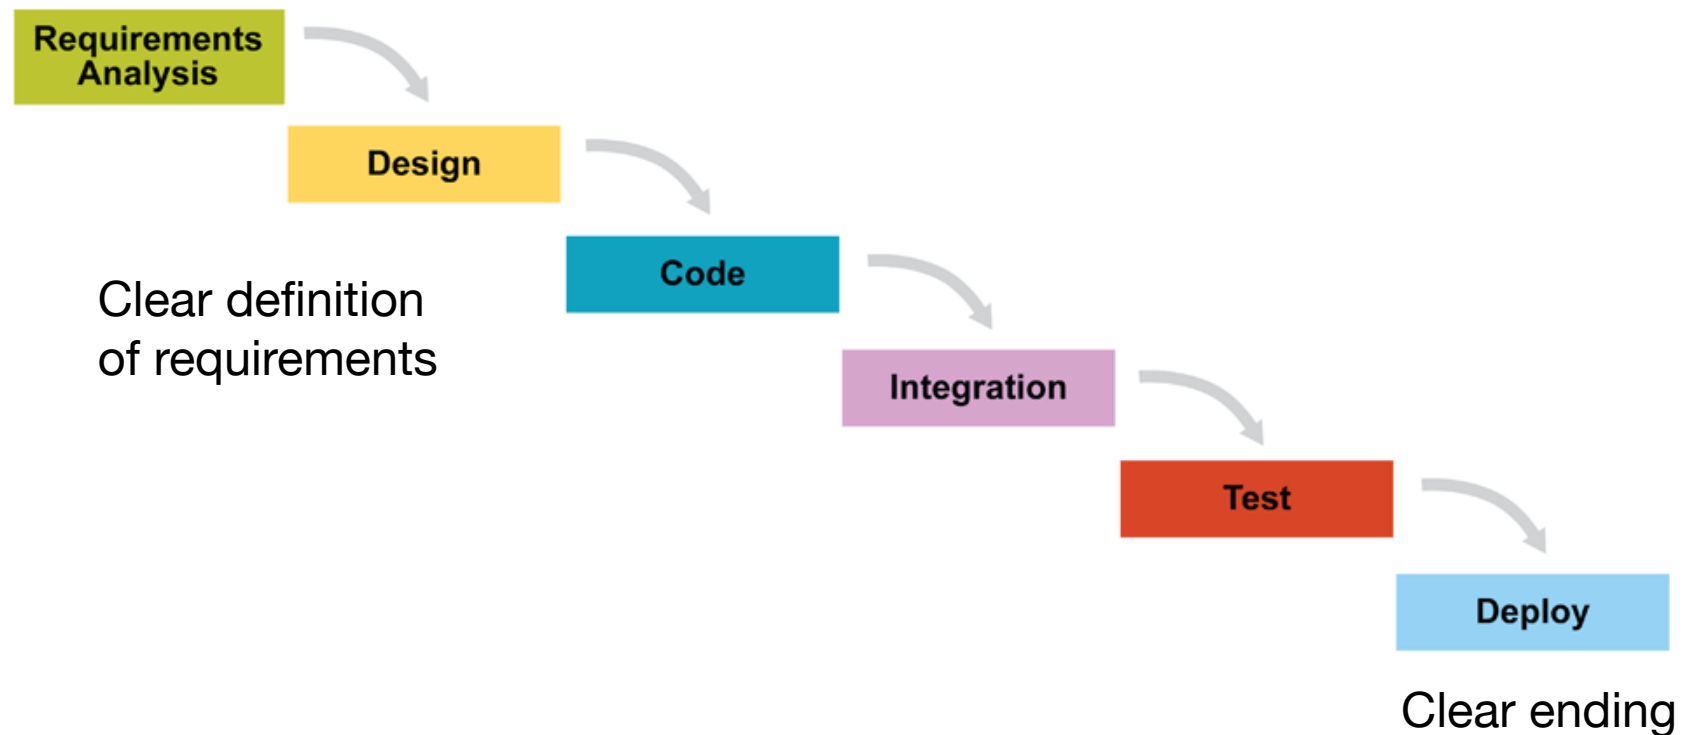 Requirements
Analysis
Design
Code
Clear definition
of requirements
Integration
Test
Deploy
Clear ending